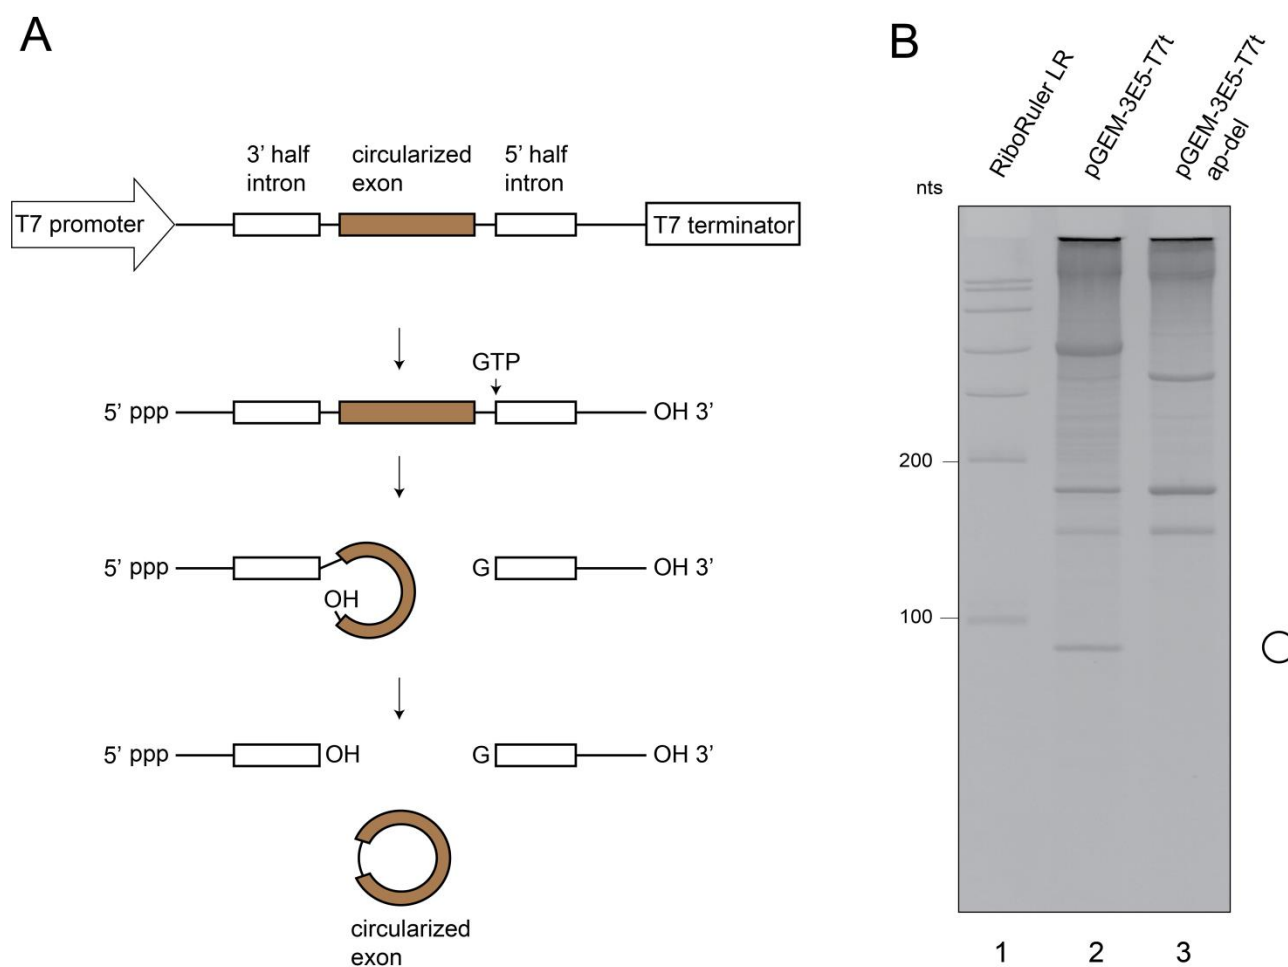 A
3’ half
intron
circularized
exon
5’ half
intron
T7 promoter
T7 terminator
GTP
5’ ppp
OH 3’
5’ ppp
OH
G
OH 3’
5’ ppp
OH
G
OH 3’
circularized
exon
B
RiboRuler LR
pGEM-3E5-T7t
pGEM-3E5-T7t
ap-del
nts
200
100
1
2
3